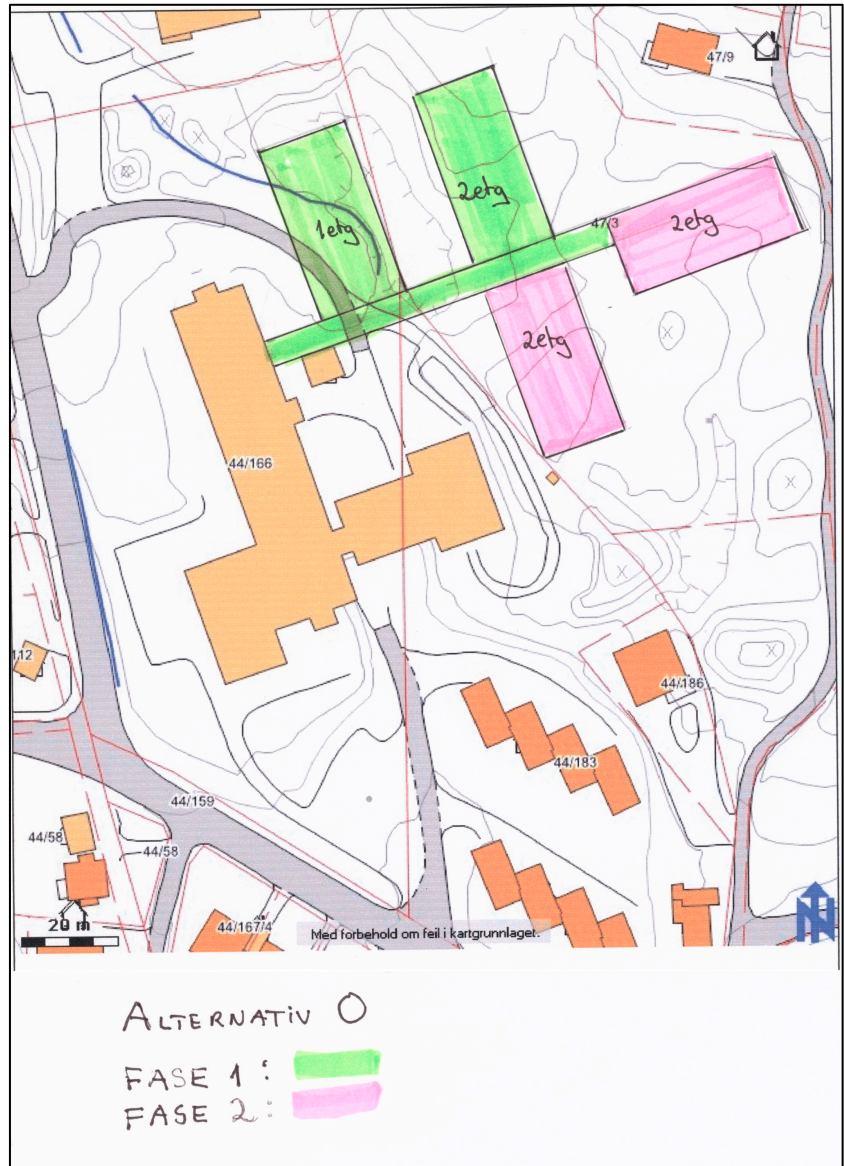 47/9
2etg
1etg
47/3
2etg
2etg
44/166
112
44/186
44/183
44/159
44/58
44/58
20 m
44/167/4
Med forbehold om feil i kartgrunnlaget.
N
ALTERNATIV 0
FASE 1:
FASE 2: